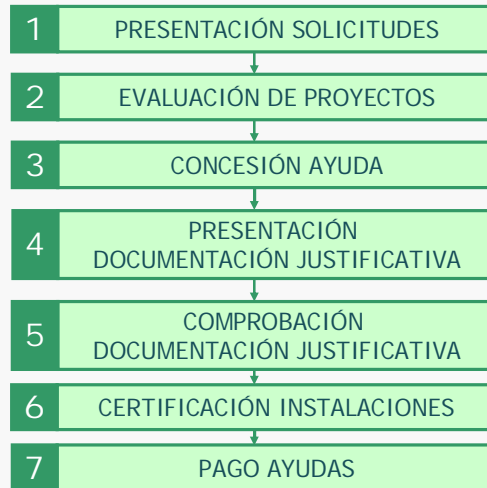 1 PRESENTACIÓN SOLICITUDES
2 EVALUACIÓN DE PROYECTOS
3 CONCESIÓN AYUDA
4 PRESENTACIÓN
DOCUMENTACIÓN JUSTIFICATIVA
5 COMPROBACIÓN
DOCUMENTACIÓN JUSTIFICATIVA
6 CERTIFICACIÓN INSTALACIONES
7 PAGO AYUDAS